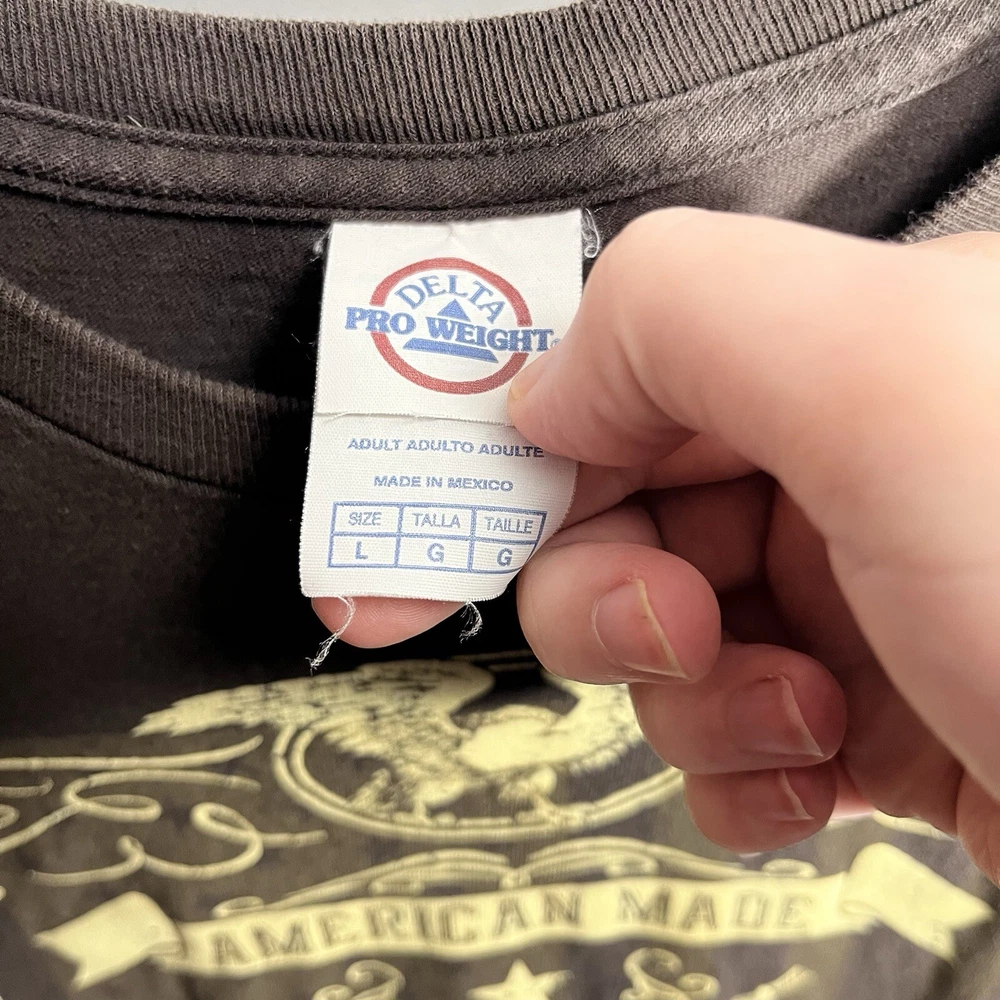 DELTA
PRO WEIGHT
ADULT ADULTO ADULTE
MADE IN MEXICO
SIZE TALLA TAILLE
L G G
AMERICAN MADE